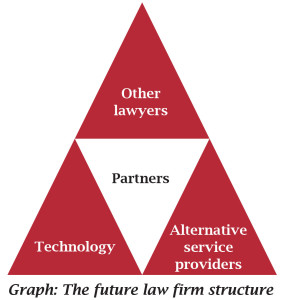 Other
lawyers
Partners
Technology
Alternative
service
providers
Graph: The future law firm structure